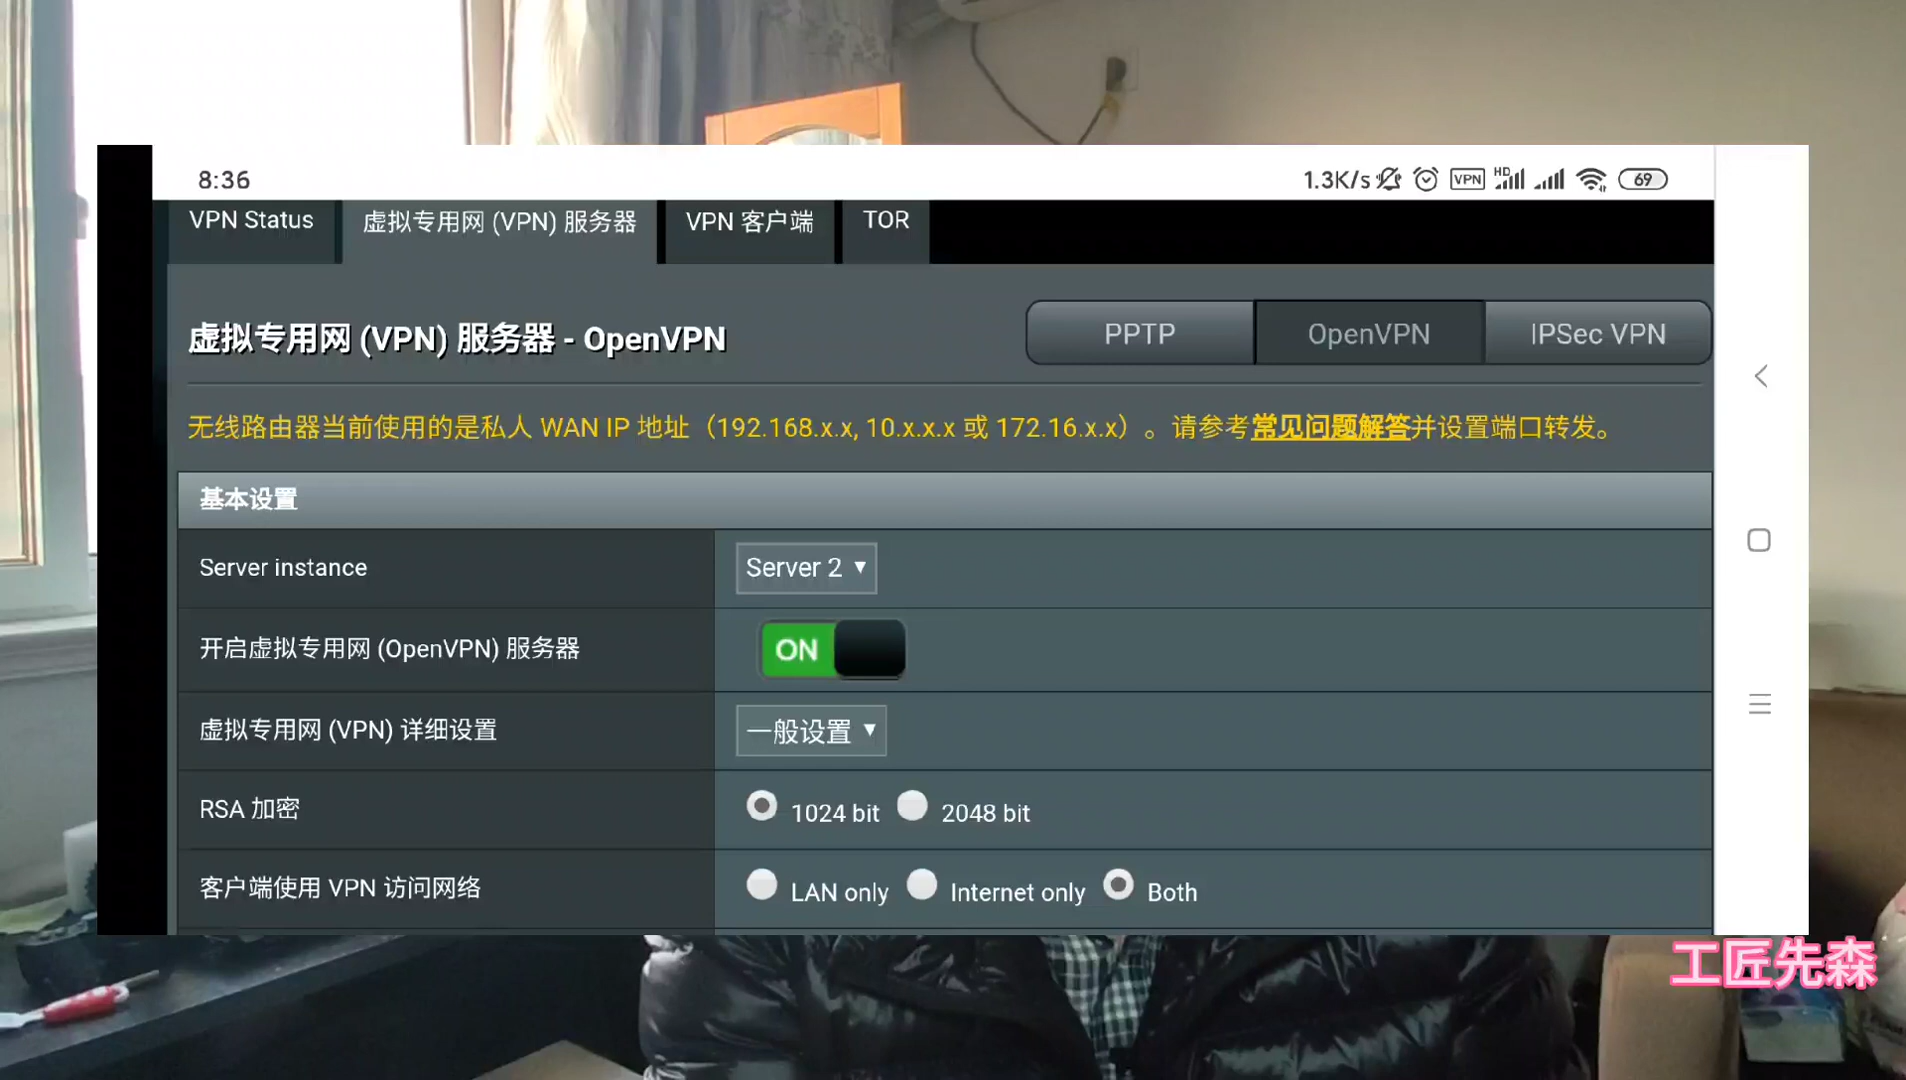 8:36
1.3K/s VPN HD 69
VPN Status 虚拟专用网 (VPN) 服务器 VPN 客户端 TOR
虚拟专用网 (VPN) 服务器 - OpenVPN
PPTP OpenVPN IPSec VPN
无线路由器当前使用的是私人 WAN IP 地址（192.168.x.x, 10.x.x.x 或 172.16.x.x）。请参考常见问题解答并设置端口转发。
基本设置
Server instance Server 2
开启虚拟专用网 (OpenVPN) 服务器 ON
虚拟专用网 (VPN) 详细设置 一般设置
RSA 加密 1024 bit 2048 bit
客户端使用 VPN 访问网络 LAN only Internet only Both
工匠先森